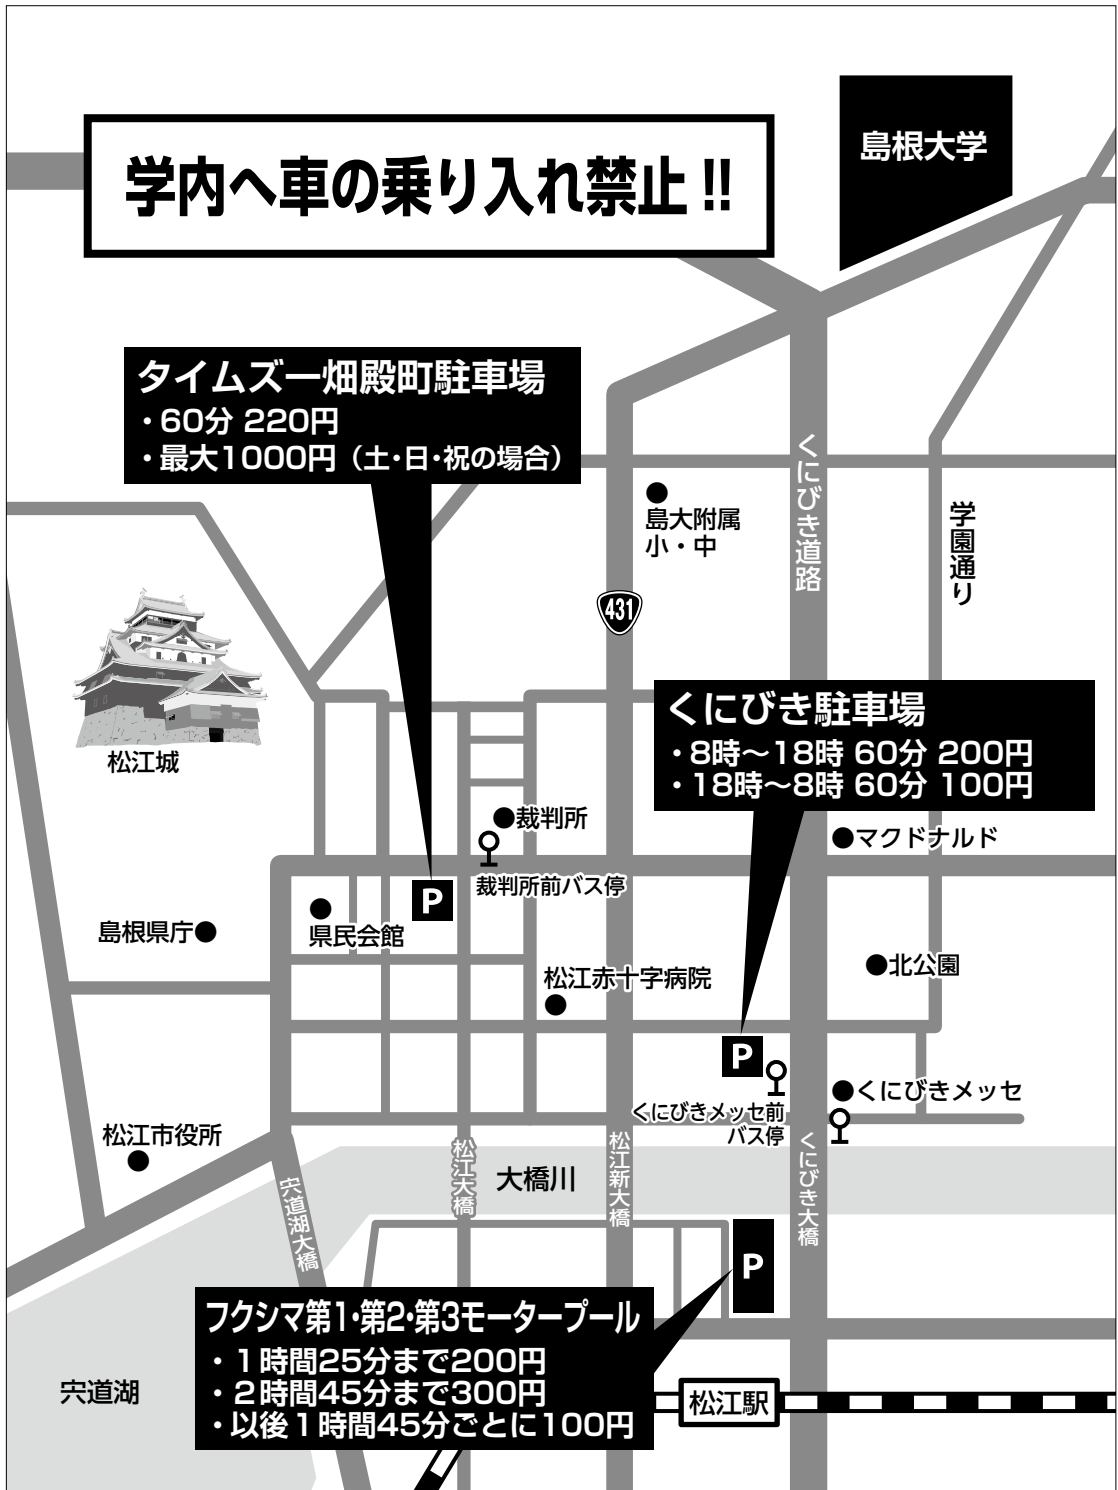 島根大学
学内へ車の乗り入れ禁止!!
タイムズ一畑殿町駐車場
・60分 220円
・最大1000円（土・日・祝の場合）
くにびき道路
島大附属
小・中
学園通り
431
松江城
くにびき駐車場
・8時〜18時 60分 200円
・18時〜8時 60分 100円
●裁判所
●マクドナルド
裁判所前バス停
P
県民会館
島根県庁●
松江赤十字病院
●北公園
P
●くにびきメッセ
くにびきメッセ前
バス停
松江市役所
宍道湖大橋
松江大橋
大橋川
松江新大橋
くにびき大橋
P
フクシマ第1・第2・第3モータープール
・1時間25分まで200円
・2時間45分まで300円
・以後1時間45分ごとに100円
宍道湖
松江駅